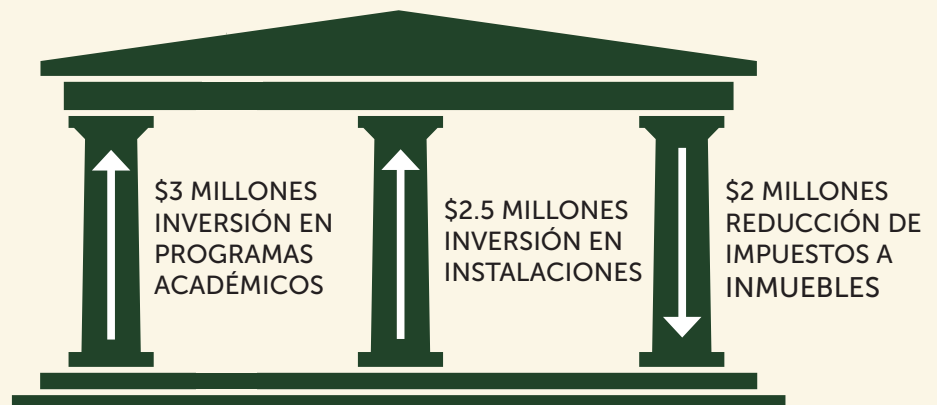 $3 MILLONES
INVERSIÓN EN
PROGRAMAS
ACADÉMICOS
$2.5 MILLONES
INVERSIÓN EN
INSTALACIONES
$2 MILLONES
REDUCCIÓN DE
IMPUESTOS A
INMUEBLES